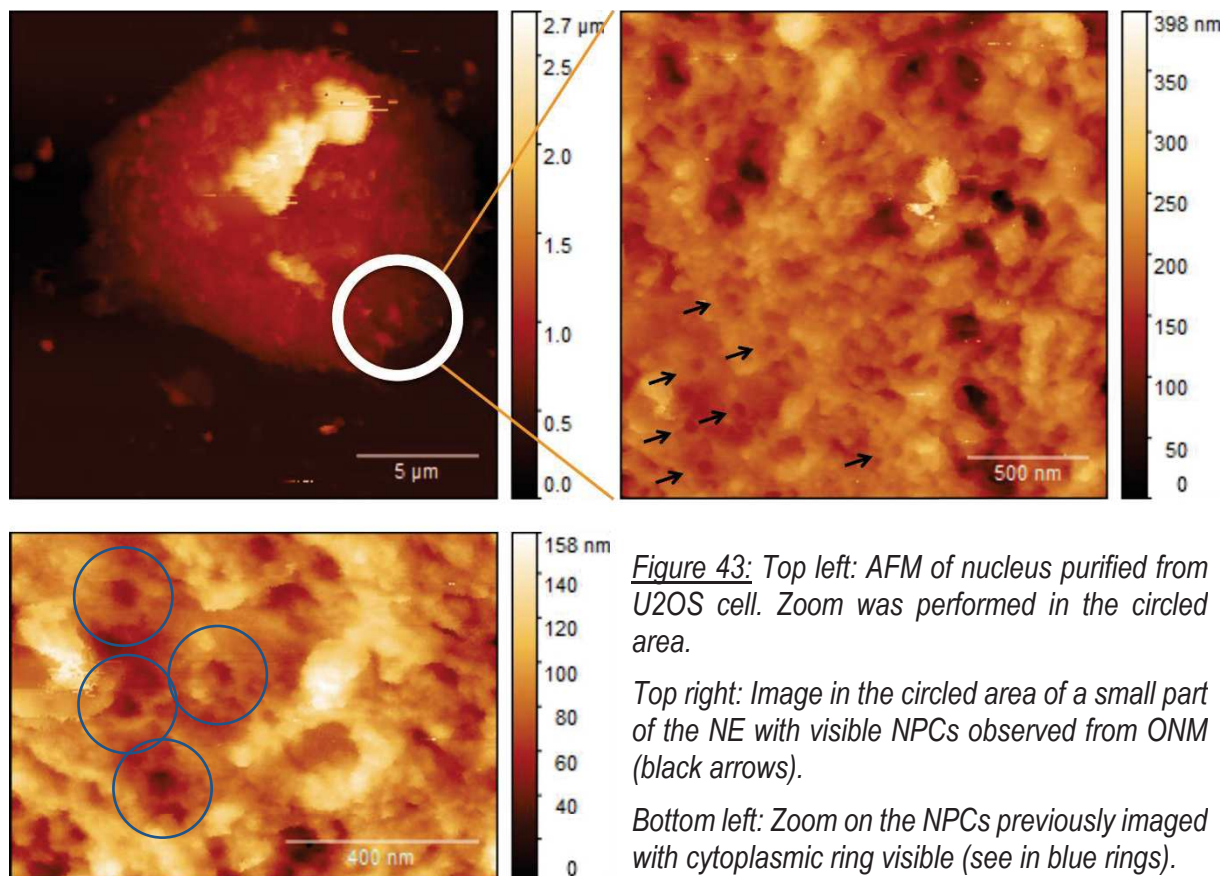 2.7 µm
2.5
2.0
1.5
1.0
0.5
0.0
5 µm
398 nm
350
300
250
200
150
100
50
0
500 nm
158 nm
140
120
100
80
60
40
0
400 nm
Figure 43: Top left: AFM of nucleus purified from
U2OS cell. Zoom was performed in the circled
area.
Top right: Image in the circled area of a small part
of the NE with visible NPCs observed from ONM
(black arrows).
Bottom left: Zoom on the NPCs previously imaged
with cytoplasmic ring visible (see in blue rings).